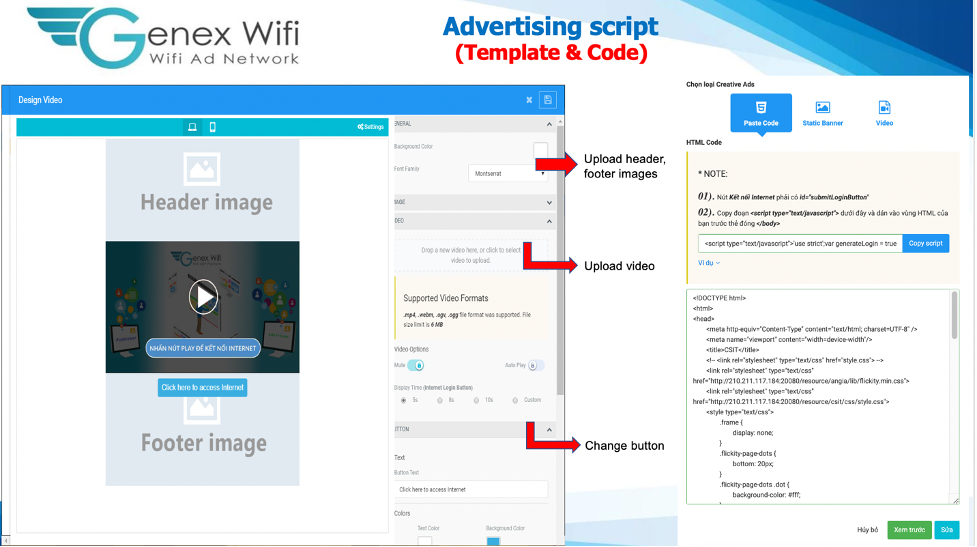 Genex Wifi
Wifi Ad Network
Advertising script
(Template & Code)
Design Video
Settings
ENERAL
Background Color
Font Family
Montserrat
MAGE
DEO
Drop a new video here, or click to select
video to upload.
Supported Video Formats
.mp4, .webm, .ogv, .ogg file format was supported. File
size limit is 6 MB
Video Options
Mute
Auto Play
Display Time (Internet Login Button)
5s
8s
10s
Custom
UTTON
Text
Button Text
Click here to access Internet
Colors
Text Color
Background Color
Header image
Genex Wifi
NHẤN NÚT PLAY ĐỂ KẾT NỐI INTERNET
Click here to access Internet
Footer image
Upload header,
footer images
Upload video
Change button
Chọn loại Creative Ads
Paste Code
Static Banner
Video
HTML Code
* NOTE:
01). Nút Kết nối Internet phải có id="submitLoginButton"
02). Copy đoạn <script type="text/javascript"> dưới đây và dán vào vùng HTML của
bạn trước thẻ đóng </body>
<script type="text/javascript">'use strict';var generateLogin = true
Copy script
Ví dụ
<!DOCTYPE html>
<html>
<head>
<meta http-equiv="Content-Type" content="text/html; charset=UTF-8" />
<meta name="viewport" content="width=device-width"/>
<title>CSIT</title>
<!-- <link rel="stylesheet" type="text/css" href="style.css"> -->
<link rel="stylesheet" type="text/css"
href="http://210.211.117.184:20080/resource/angia/lib/flickity.min.css">
<link rel="stylesheet" type="text/css"
href="http://210.211.117.184:20080/resource/csit/css/style.css">
<style type="text/css">
.frame {
display: none;
}
.flickity-page-dots {
bottom: 20px;
}
.flickity-page-dots .dot {
background-color: #fff;
Hủy bỏ
Xem trước
Sửa